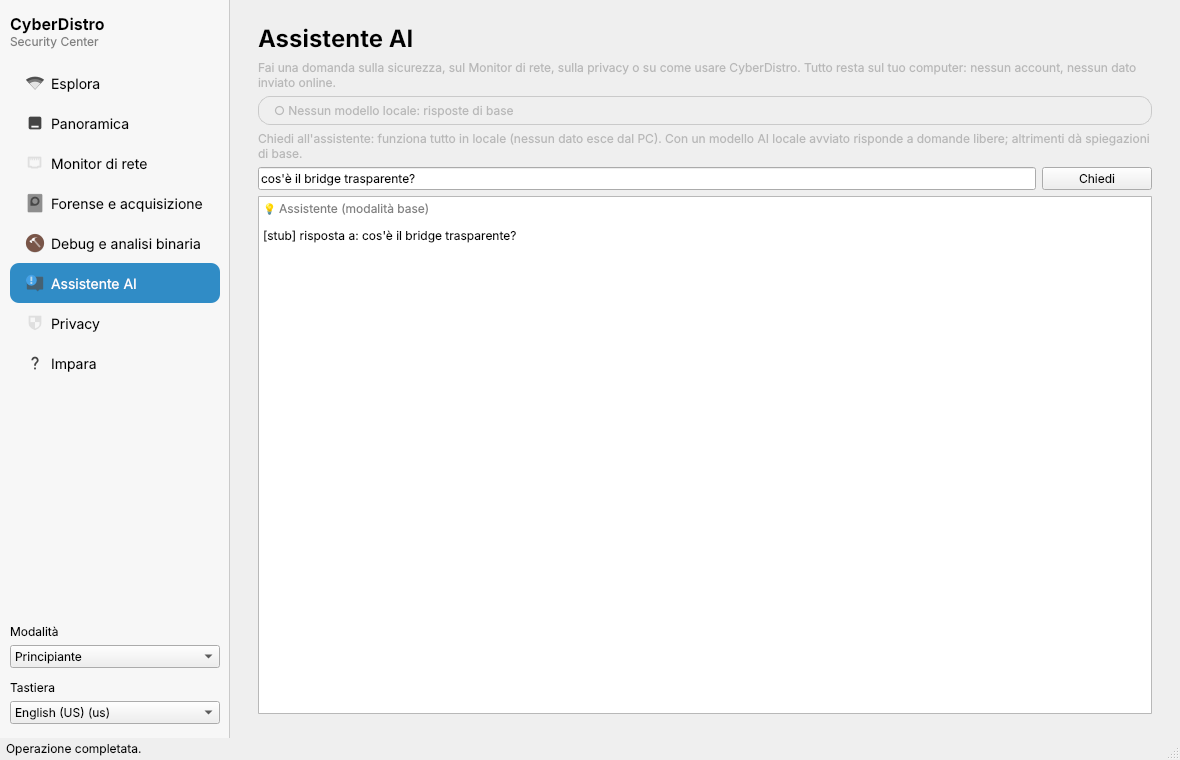 CyberDistro
Security Center
Esplora
Panoramica
Monitor di rete
Forense e acquisizione
Debug e analisi binaria
Assistente AI
Privacy
? Impara
Modalità
Principiante
Tastiera
English (US) (us)
Operazione completata.
Assistente AI
Fai una domanda sulla sicurezza, sul Monitor di rete, sulla privacy o su come usare CyberDistro. Tutto resta sul tuo computer: nessun account, nessun dato
inviato online.
○ Nessun modello locale: risposte di base
Chiedi all'assistente: funziona tutto in locale (nessun dato esce dal PC). Con un modello AI locale avviato risponde a domande libere; altrimenti dà spiegazioni
di base.
cos'è il bridge trasparente?
Chiedi
💡 Assistente (modalità base)
[stub] risposta a: cos'è il bridge trasparente?